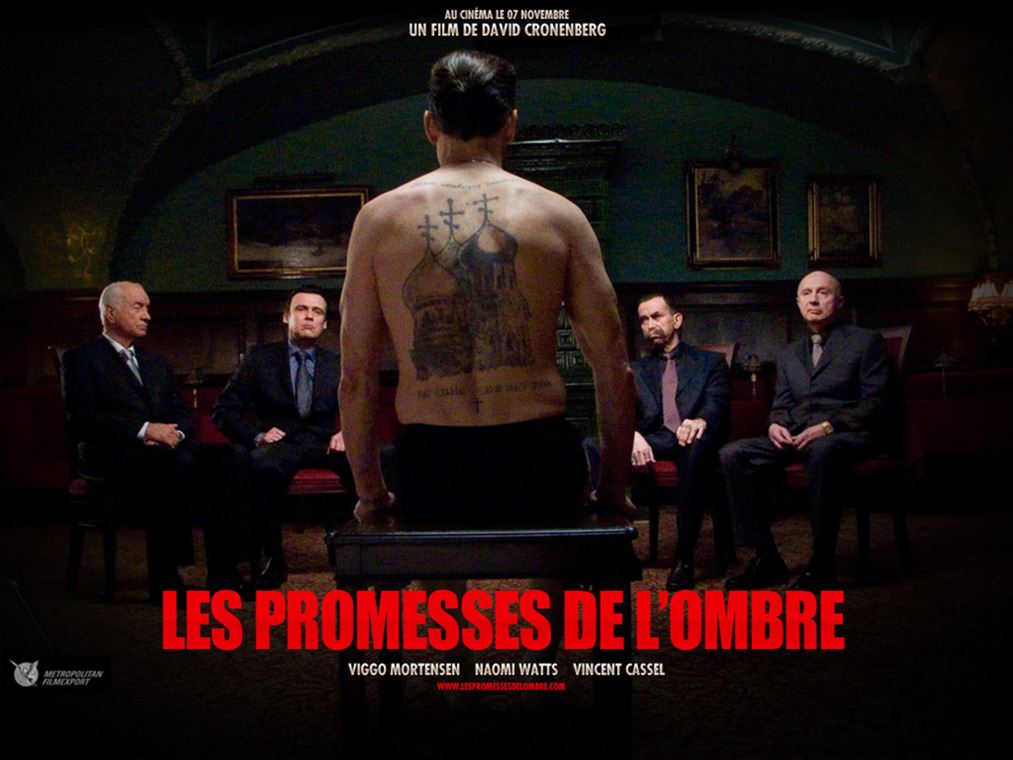 AU CINÉMA LE 07 NOVEMBRE
UN FILM DE DAVID CRONENBERG
LES PROMESSES DE L'OMBRE
VIGGO MORTENSEN NAOMI WATTS VINCENT CASSEL
WWW.LESPROMESSESDELOMBRE.COM
METROPOLITAN
FILMEXPORT